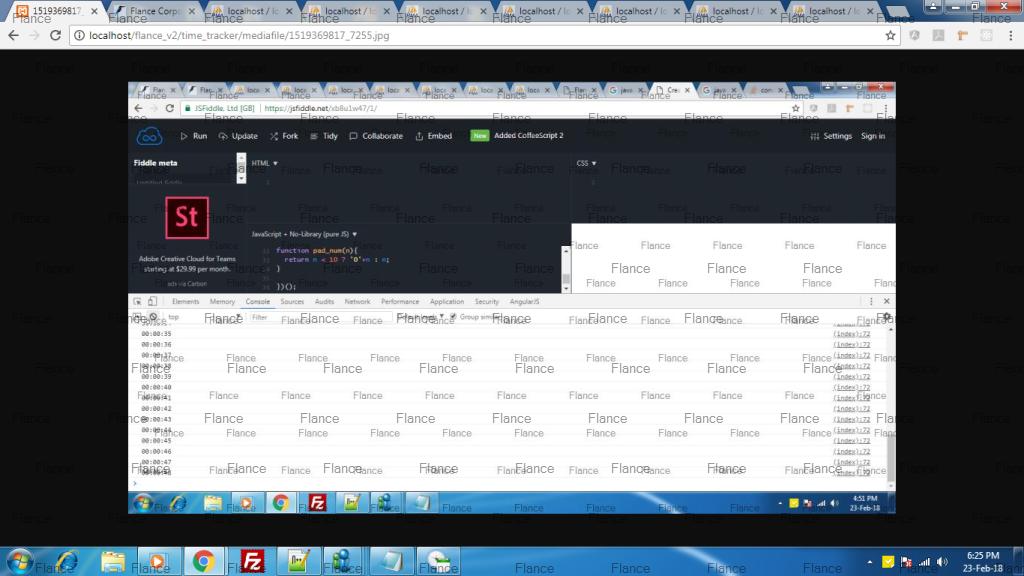 1519369817_
Flance Corpo
localhost / lo
localhost / lo
localhost / lo
localhost / lo
localhost / lo
localhost / lo
localhost / lo
localhost/flance_v2/time_tracker/mediafile/1519369817_7255.jpg
JSFiddle, Ltd [GB] | https://jsfiddle.net/xb8u1w47/1/
Run Update Fork Tidy Collaborate Embed New Added CoffeeScript 2 Settings Sign in
Fiddle meta
HTML
CSS
St
Adobe Creative Cloud for Teams
starting at $29.99 per month.
ads via Carbon
JavaScript + No-Library (pure JS)
function pad_num(n){
return n < 10 ? '0'+n : n;
}
})();
Elements Memory Console Sources Audits Network Performance Application Security AngularJS
top Filter Group similar
00:00:35 (index):72
00:00:36 (index):72
00:00:37 (index):72
00:00:38 (index):72
00:00:39 (index):72
00:00:40 (index):72
00:00:41 (index):72
00:00:42 (index):72
00:00:43 (index):72
00:00:44 (index):72
00:00:45 (index):72
00:00:46 (index):72
00:00:47 (index):72
00:00:48 (index):72
4:51 PM
23-Feb-18
6:25 PM
23-Feb-18
Flance